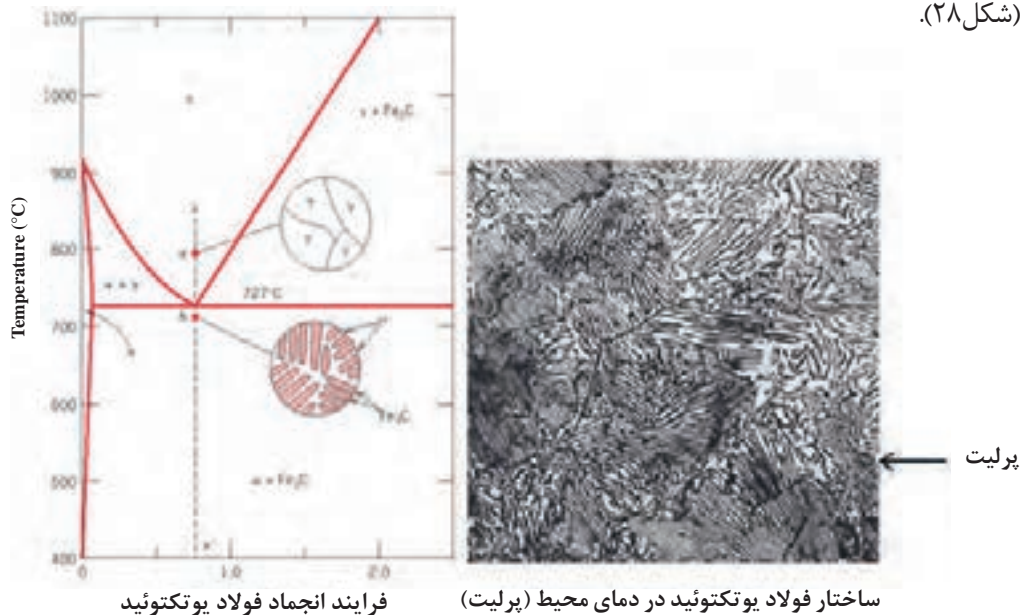 (شکل۲۸).
1100
1000
900
800
700
600
500
400
Temperature (°C)
γ + Fe₃C
x
γ
γ
γ
γ
a
α + γ
727°C
b
α
Fe₃C
α + Fe₃C
x'
0
1.0
2.0
پرلیت
ساختار فولاد یوتکتوئید در دمای محیط (پرلیت)
فرایند انجماد فولاد یوتکتوئید